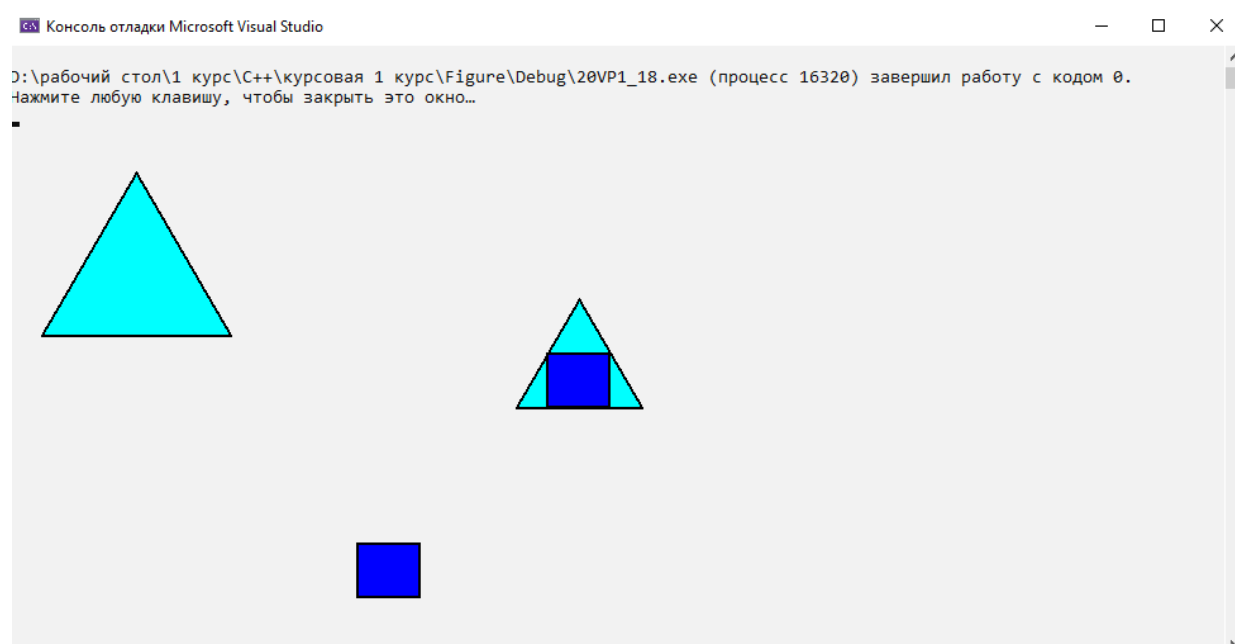 Консоль отладки Microsoft Visual Studio
D:\рабочий стол\1 курс\C++\курсовая 1 курс\Figure\Debug\20VP1_18.exe (процесс 16320) завершил работу с кодом 0.
Нажмите любую клавишу, чтобы закрыть это окно…